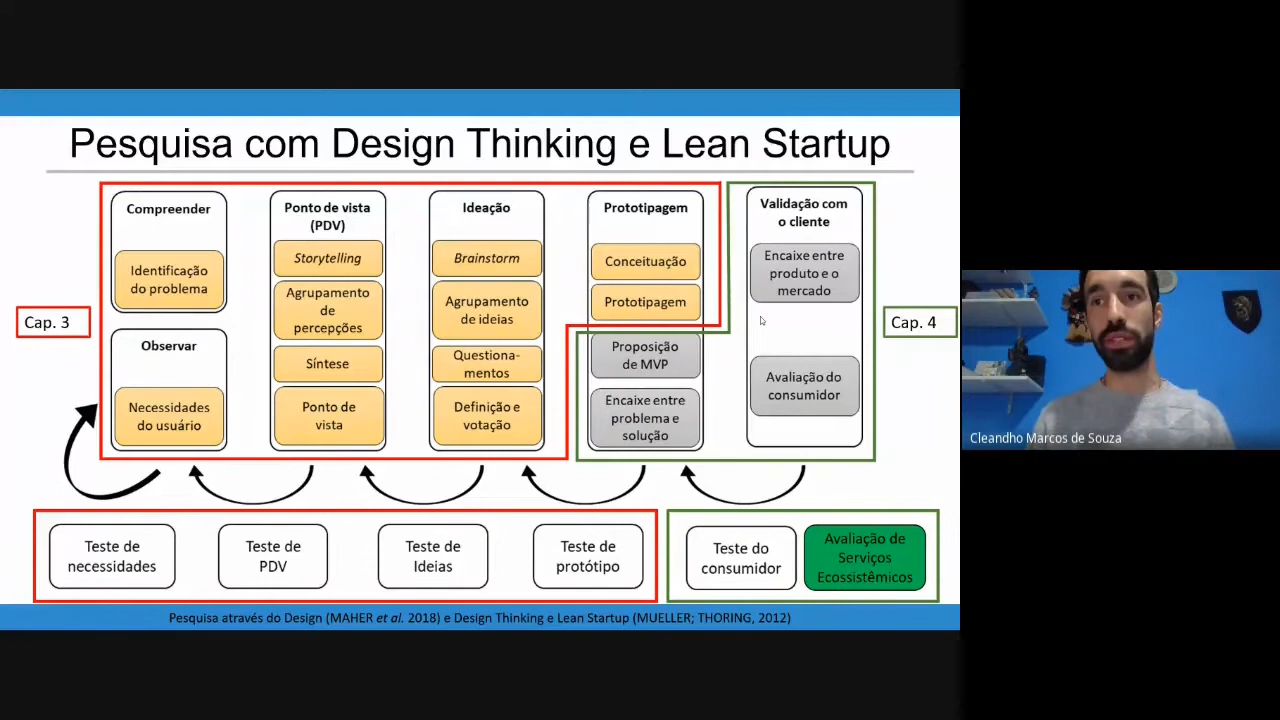 Pesquisa com Design Thinking e Lean Startup
Cap. 3
Compreender
Identificação
do problema
Observar
Necessidades
do usuário
Ponto de vista
(PDV)
Storytelling
Agrupamento
de
percepções
Síntese
Ponto de
vista
Ideação
Brainstorm
Agrupamento
de ideias
Questiona-
mentos
Definição e
votação
Prototipagem
Conceituação
Prototipagem
Proposição
de MVP
Encaixe entre
problema e
solução
Validação com
o cliente
Encaixe entre
produto e o
mercado
Avaliação do
consumidor
Cap. 4
Teste de
necessidades
Teste de
PDV
Teste de
Ideias
Teste de
protótipo
Teste do
consumidor
Avaliação de
Serviços
Ecossistêmicos
Pesquisa através do Design (MAHER et al. 2018) e Design Thinking e Lean Startup (MUELLER; THORING, 2012)
Cleandho Marcos de Souza